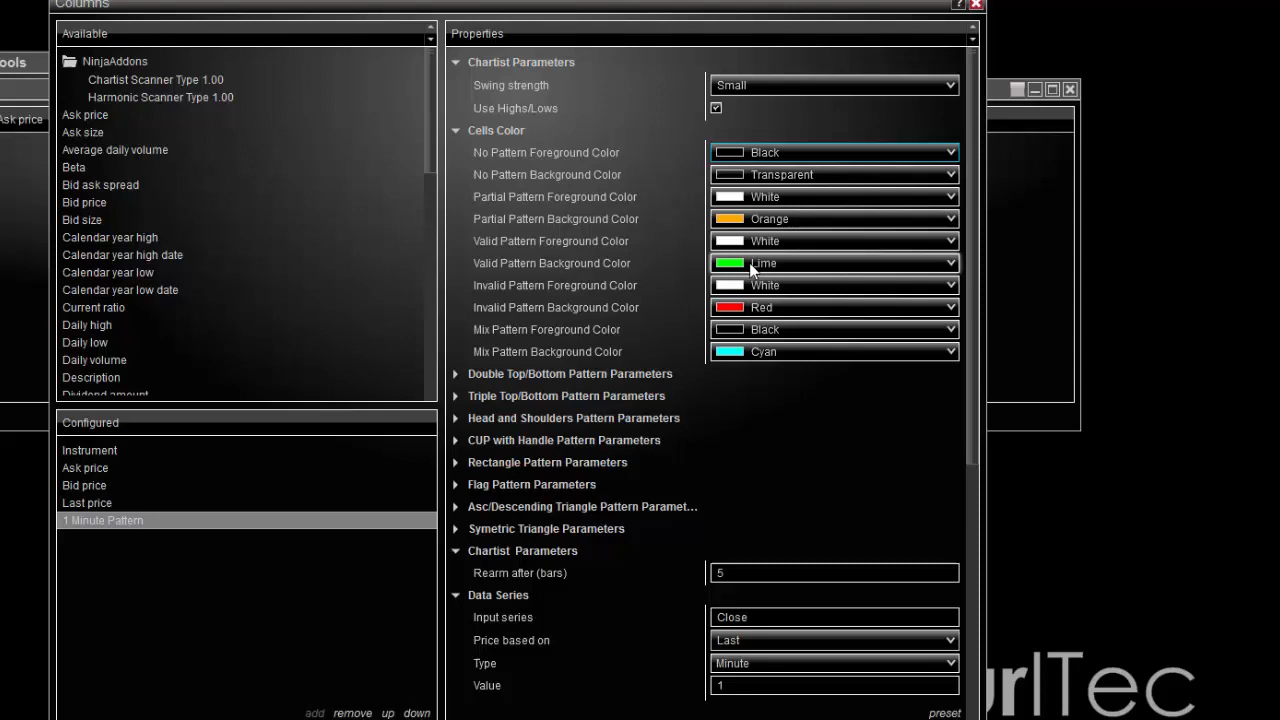 Columns
?
Available
Properties
ools
Ask price
NinjaAddons
Chartist Scanner Type 1.00
Harmonic Scanner Type 1.00
Ask price
Ask size
Average daily volume
Beta
Bid ask spread
Bid price
Bid size
Calendar year high
Calendar year high date
Calendar year low
Calendar year low date
Current ratio
Daily high
Daily low
Daily volume
Description
Dividend amount
Configured
Instrument
Ask price
Bid price
Last price
1 Minute Pattern
add remove up down
Chartist Parameters
Swing strength Small
Use Highs/Lows
Cells Color
No Pattern Foreground Color Black
No Pattern Background Color Transparent
Partial Pattern Foreground Color White
Partial Pattern Background Color Orange
Valid Pattern Foreground Color White
Valid Pattern Background Color Lime
Invalid Pattern Foreground Color White
Invalid Pattern Background Color Red
Mix Pattern Foreground Color Black
Mix Pattern Background Color Cyan
Double Top/Bottom Pattern Parameters
Triple Top/Bottom Pattern Parameters
Head and Shoulders Pattern Parameters
CUP with Handle Pattern Parameters
Rectangle Pattern Parameters
Flag Pattern Parameters
Asc/Descending Triangle Pattern Paramet...
Symetric Triangle Parameters
Chartist Parameters
Rearm after (bars) 5
Data Series
Input series Close
Price based on Last
Type Minute
Value 1
preset
urlTec